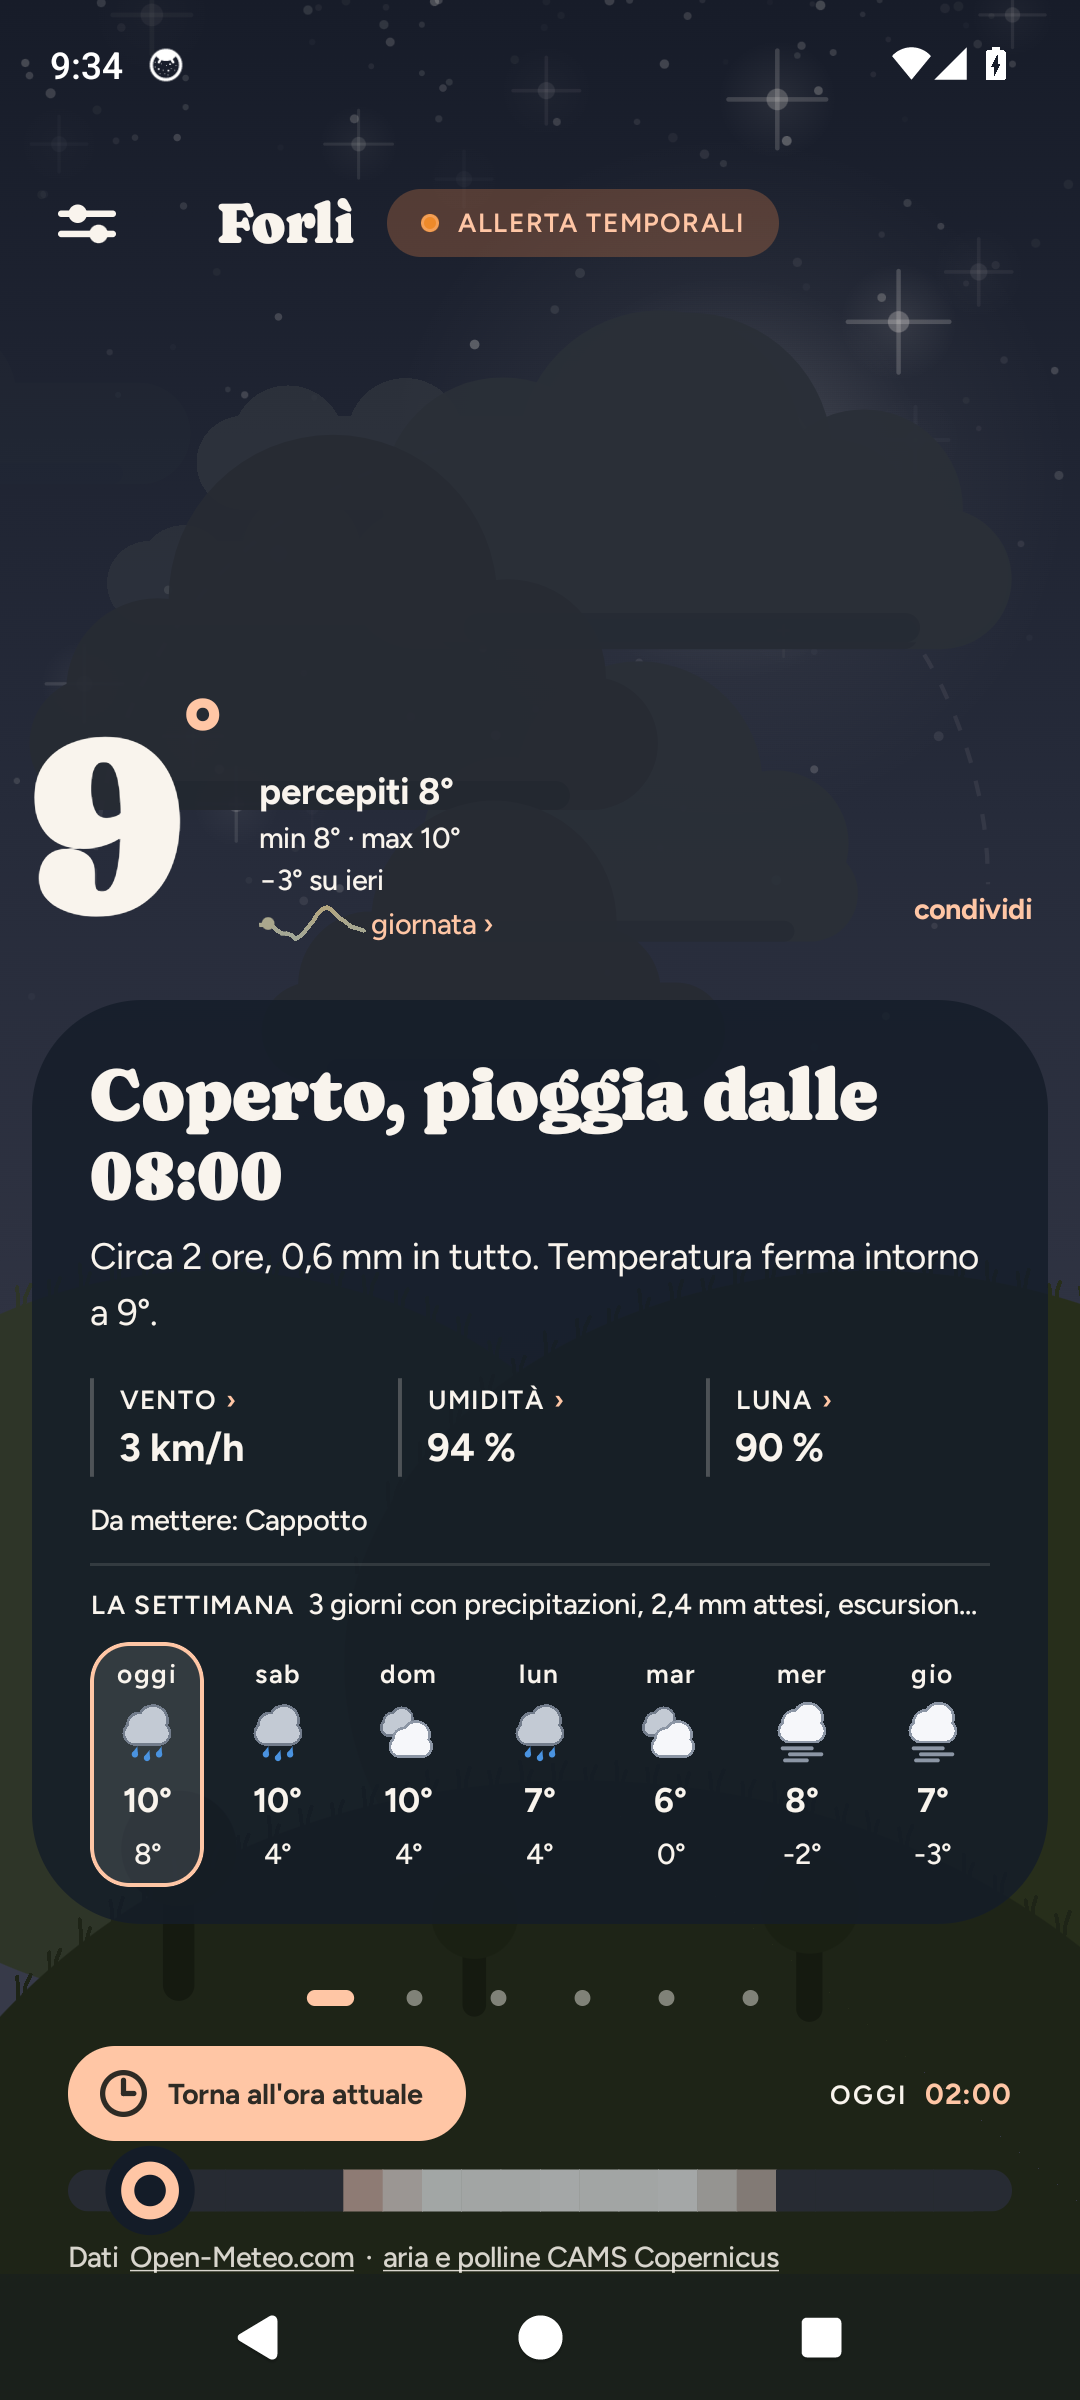 9:34
Forlì
ALLERTA TEMPORALI
9°
percepiti 8°
min 8° · max 10°
−3° su ieri
giornata ›
condividi
Coperto, pioggia dalle
08:00
Circa 2 ore, 0,6 mm in tutto. Temperatura ferma intorno
a 9°.
VENTO › UMIDITÀ › LUNA ›
3 km/h 94 % 90 %
Da mettere: Cappotto
LA SETTIMANA 3 giorni con precipitazioni, 2,4 mm attesi, escursion…
oggi sab dom lun mar mer gio
10° 10° 10° 7° 6° 8° 7°
8° 4° 4° 4° 0° -2° -3°
Torna all'ora attuale
OGGI 02:00
Dati Open-Meteo.com · aria e polline CAMS Copernicus